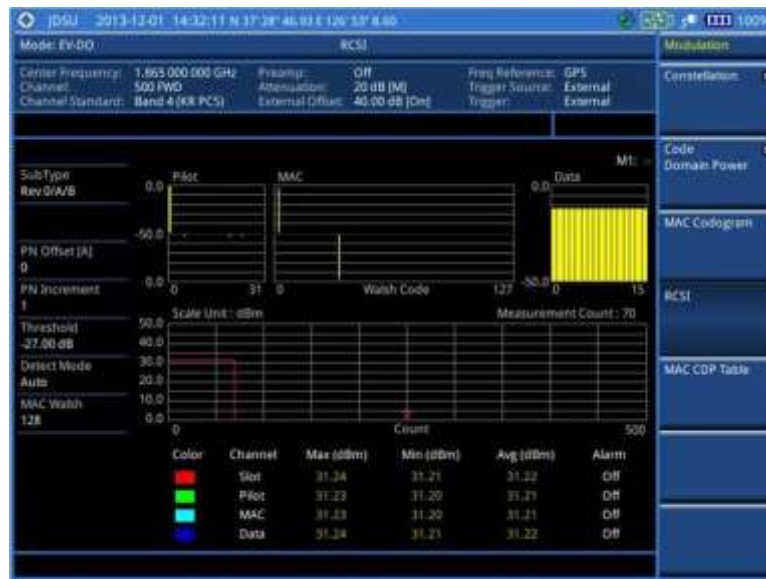 JDSU 2013-12-01 14:32:11 N 37° 28" 46.93 E 126° 53" 8.60 100%
Mode: EV-DO RCSI Modulation
Center Frequency: 1.865 000 000 GHz Preamp: Off Freq Reference: GPS
Channel: 500 FWD Attenuation: 20 dB [M] Trigger Source: External
Channel Standard: Band 4 (KR PCS) External Offset: 40.00 dB [On] Trigger: External
Constellation
Code
Domain Power
MAC Codogram
RCSI
MAC CDP Table
M1: --
SubType
Rev 0/A/B
PN Offset [A]
0
PN Increment
1
Threshold
-27.00 dB
Detect Mode
Auto
MAC Walsh
128
Pilot MAC Data
0.0 0.0
-50.0
0.0 -50.0
0 31 0 Walsh Code 127 0 15
Scale Unit : dBm Measurement Count : 70
50.0
40.0
30.0
20.0
10.0
0.0
0 Count 500
Color Channel Max (dBm) Min (dBm) Avg (dBm) Alarm
Slot 31.24 31.21 31.22 Off
Pilot 31.23 31.20 31.21 Off
MAC 31.23 31.20 31.21 Off
Data 31.24 31.21 31.22 Off